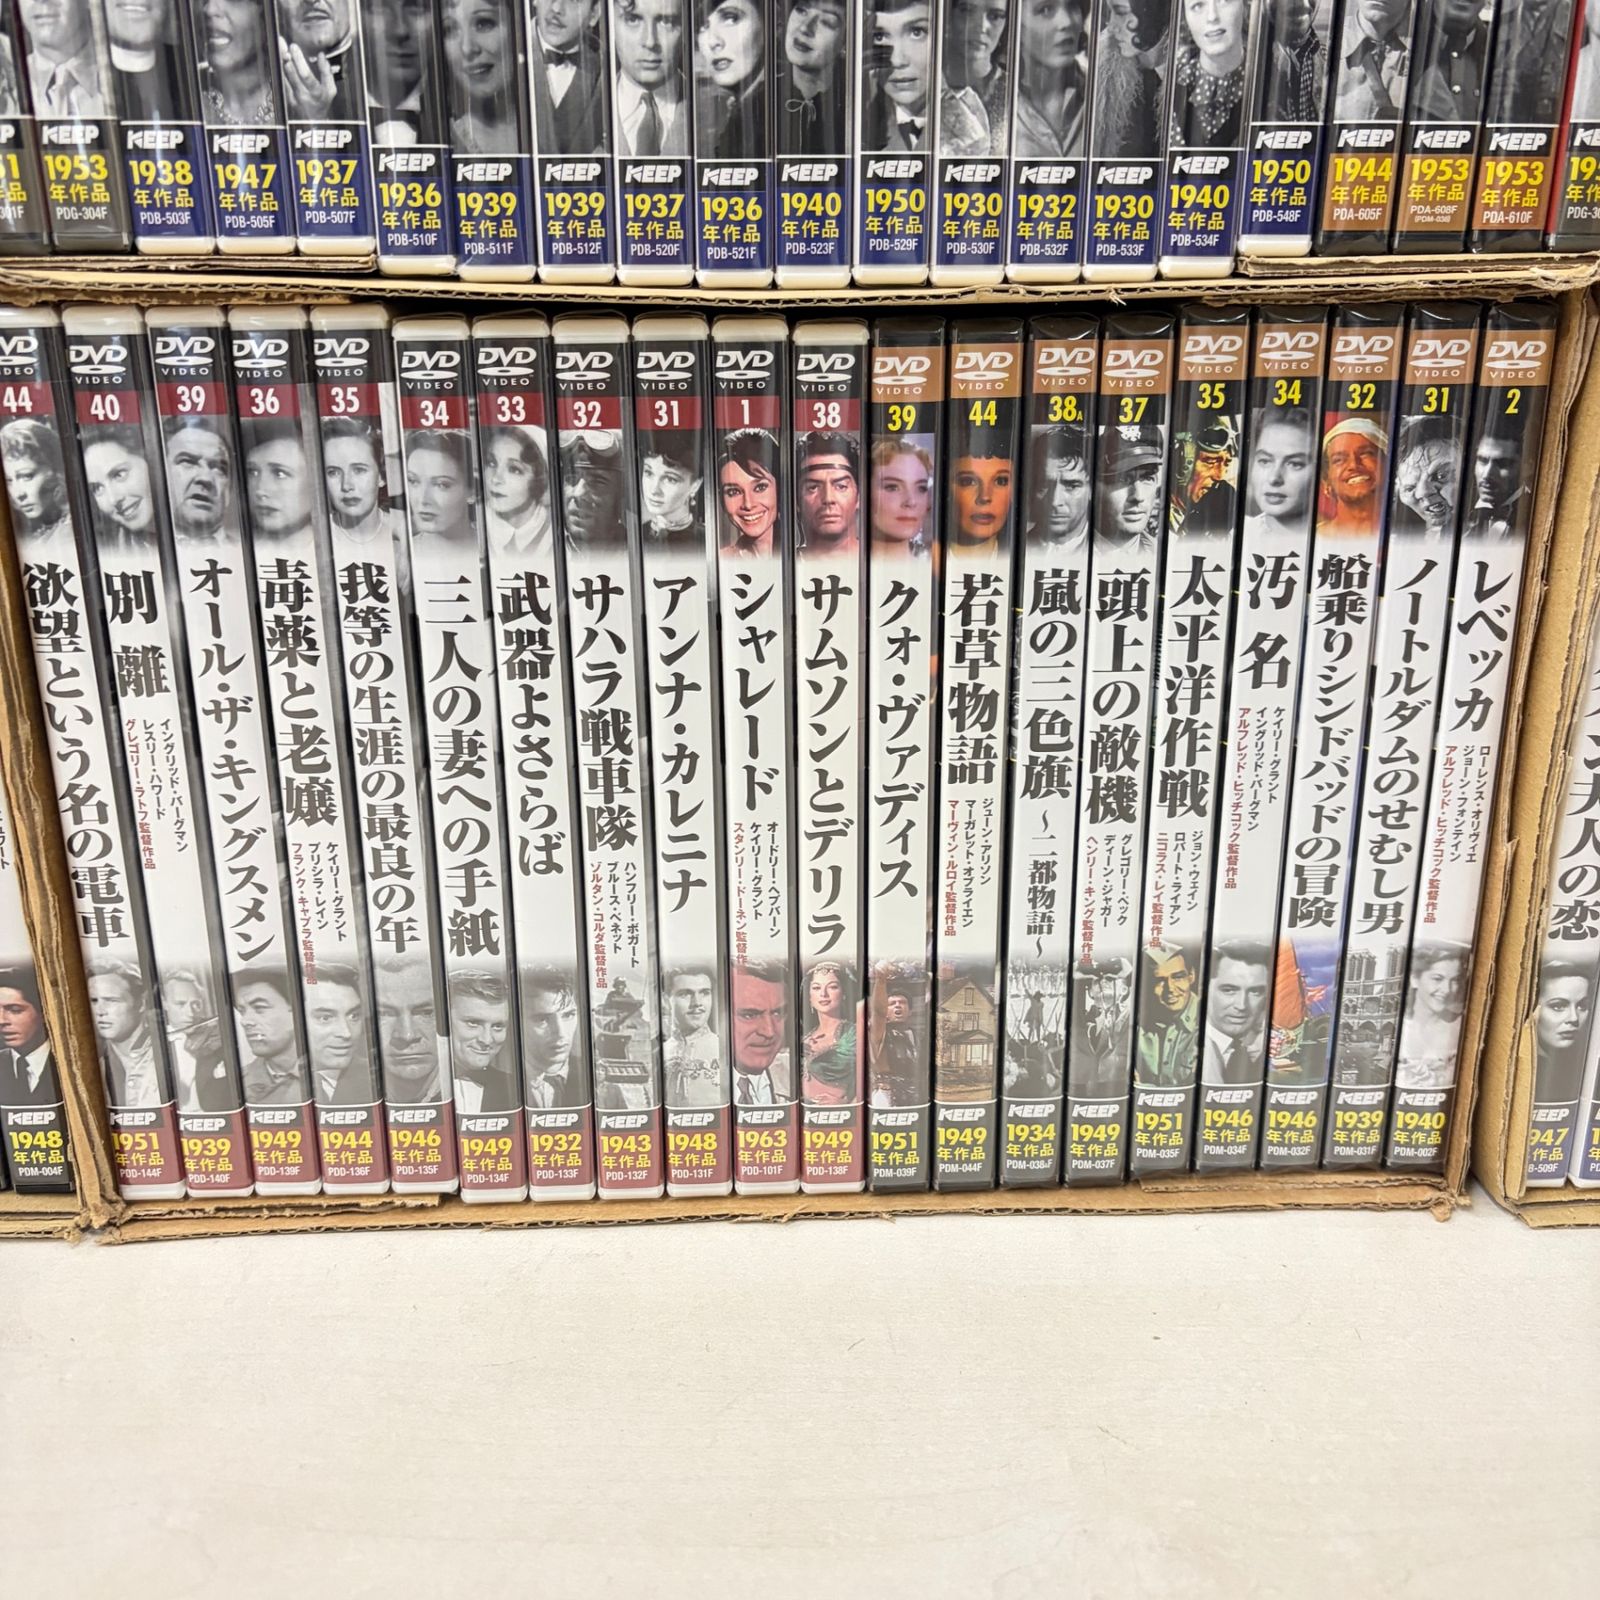 KEEP
1953
年作品
PDG-304F
KEEP
1938
年作品
PDB-503F
KEEP
1947
年作品
PDB-505F
KEEP
1937
年作品
PDB-507F
KEEP
1936
年作品
PDB-510F
KEEP
1939
年作品
PDB-511F
KEEP
1939
年作品
PDB-512F
KEEP
1937
年作品
PDB-520F
KEEP
1936
年作品
PDB-521F
KEEP
1940
年作品
PDB-523F
KEEP
1950
年作品
PDB-529F
KEEP
1930
年作品
PDB-530F
KEEP
1932
年作品
PDB-532F
KEEP
1930
年作品
PDB-533F
KEEP
1940
年作品
PDB-534F
KEEP
1950
年作品
PDB-548F
KEEP
1944
年作品
PDA-605F
KEEP
1953
年作品
PDA-608F
KEEP
1953
年作品
PDA-610F
KEEP
1948
年作品
PDM-004F
DVD
VIDEO
44
欲望という名の電車
KEEP
1951
年作品
PDD-144F
DVD
VIDEO
40
別離
イングリッド・バーグマン
レスリー・ハワード
グレゴリー・ラトフ監督作品
KEEP
1939
年作品
PDD-140F
DVD
VIDEO
39
オール・ザ・キングスメン
KEEP
1949
年作品
PDD-139F
DVD
VIDEO
36
毒薬と老嬢
ケイリー・グラント
プリシラ・レイン
フランク・キャプラ監督作品
KEEP
1944
年作品
PDD-136F
DVD
VIDEO
35
我等の生涯の最良の年
KEEP
1946
年作品
PDD-135F
DVD
VIDEO
34
三人の妻への手紙
KEEP
1949
年作品
PDD-134F
DVD
VIDEO
33
武器よさらば
KEEP
1932
年作品
PDD-133F
DVD
VIDEO
32
サハラ戦車隊
ハンフリー・ボガート
ブルース・ベネット
ゾルタン・コルダ監督作品
KEEP
1943
年作品
PDD-132F
DVD
VIDEO
31
アンナ・カレニナ
KEEP
1948
年作品
PDD-131F
DVD
VIDEO
1
シャレード
オードリー・ヘプバーン
ケイリー・グラント
スタンリー・ドーネン監督作品
KEEP
1963
年作品
PDD-101F
DVD
VIDEO
38
サムソンとデリラ
KEEP
1949
年作品
PDD-138F
DVD
VIDEO
39
クォ・ヴァディス
KEEP
1951
年作品
PDM-039F
DVD
VIDEO
44
若草物語
ジューン・アリソン
マーガレット・オブライエン
マーヴィン・ルロイ監督作品
KEEP
1949
年作品
PDM-044F
DVD
VIDEO
38A
嵐の三色旗 ～二都物語～
KEEP
1934
年作品
PDM-038AF
DVD
VIDEO
37
頭上の敵機
グレゴリー・ペック
ディーン・ジャガー
ヘンリー・キング監督作品
KEEP
1949
年作品
PDM-037F
DVD
VIDEO
35
太平洋作戦
ジョン・ウェイン
ロバート・ライアン
ニコラス・レイ監督作品
KEEP
1951
年作品
PDM-035F
DVD
VIDEO
34
汚名
ケイリー・グラント
イングリッド・バーグマン
アルフレッド・ヒッチコック監督作品
KEEP
1946
年作品
PDM-034F
DVD
VIDEO
32
船乗りシンドバッドの冒険
KEEP
1946
年作品
PDM-032F
DVD
VIDEO
31
ノートルダムのせむし男
KEEP
1939
年作品
PDM-031F
DVD
VIDEO
2
レベッカ
ローレンス・オリヴィエ
ジョーン・フォンテイン
アルフレッド・ヒッチコック監督作品
KEEP
1940
年作品
PDM-002F
夫人の恋